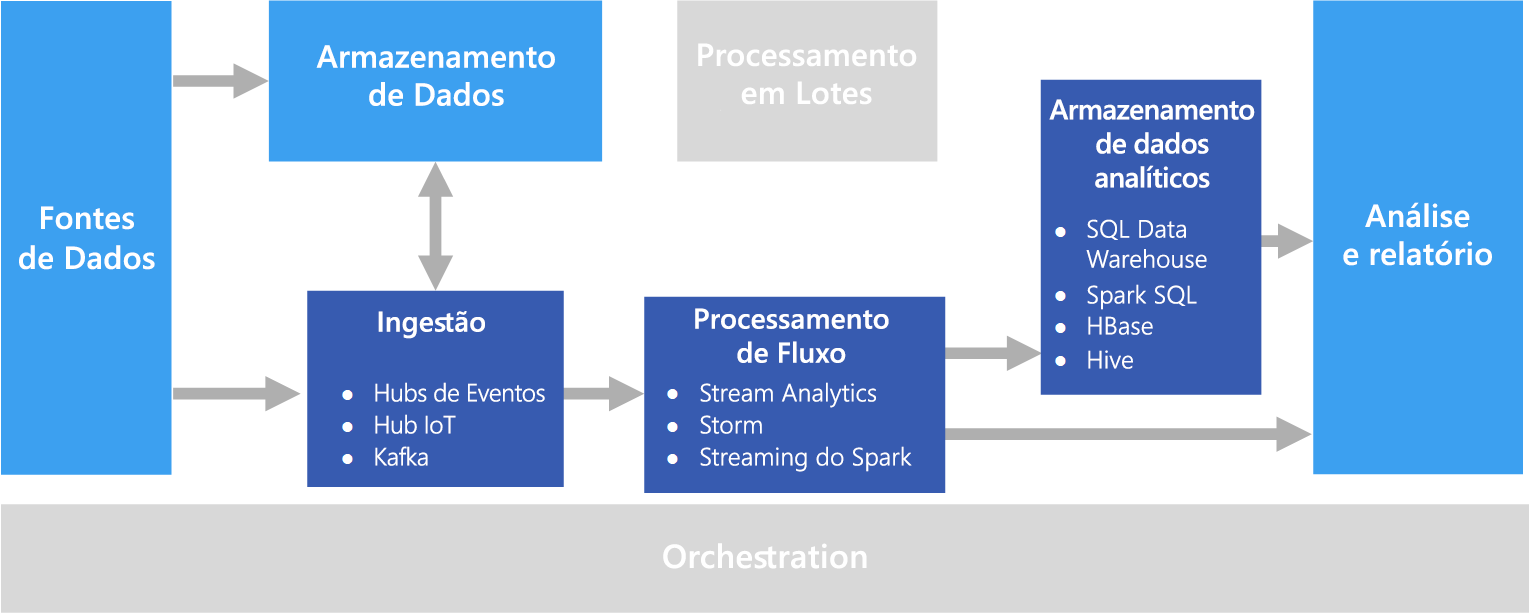 Fontes
de Dados
Armazenamento
de Dados
Processamento
em Lotes
Ingestão
● Hubs de Eventos
● Hub IoT
● Kafka
Processamento
de Fluxo
● Stream Analytics
● Storm
● Streaming do Spark
Armazenamento
de dados
analíticos
● SQL Data
Warehouse
● Spark SQL
● HBase
● Hive
Análise
e relatório
Orchestration